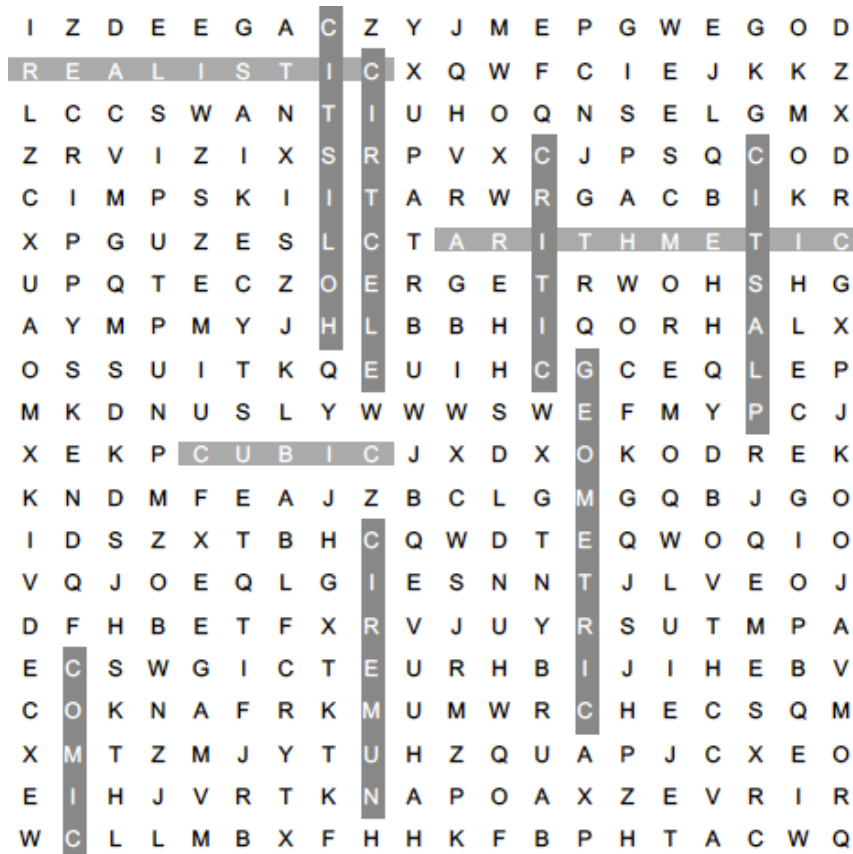 I Z D E E G A C Z Y J M E P G W E G O D
R E A L I S T I C X Q W F C I E J K K Z
L C C S W A N T I U H O Q N S E L G M X
Z R V I Z I X S R P V X C J P S Q C O D
C I M P S K I I T A R W R G A C B I K R
X P G U Z E S L C T A R I T H M E T I C
U P Q T E C Z O E R G E T R W O H S H G
A Y M P M Y J H L B B H I Q O R H A L X
O S S U I T K Q E U I H C G C E Q L E P
M K D N U S L Y W W W S W E F M Y P C J
X E K P C U B I C J X D X O K O D R E K
K N D M F E A J Z B C L G M G Q B J G O
I D S Z X T B H C Q W D T E Q W O Q I O
V Q J O E Q L G I E S N N T J L V E O J
D F H B E T F X R V J U Y R S U T M P A
E C S W G I C T E U R H B I J I H E B V
C O K N A F R K M U M W R C H E C S Q M
X M T Z M J Y T U H Z Q U A P J C X E O
E I H J V R T K N A P O A X Z E V R I R
W C L L M B X F H H K F B P H T A C W Q